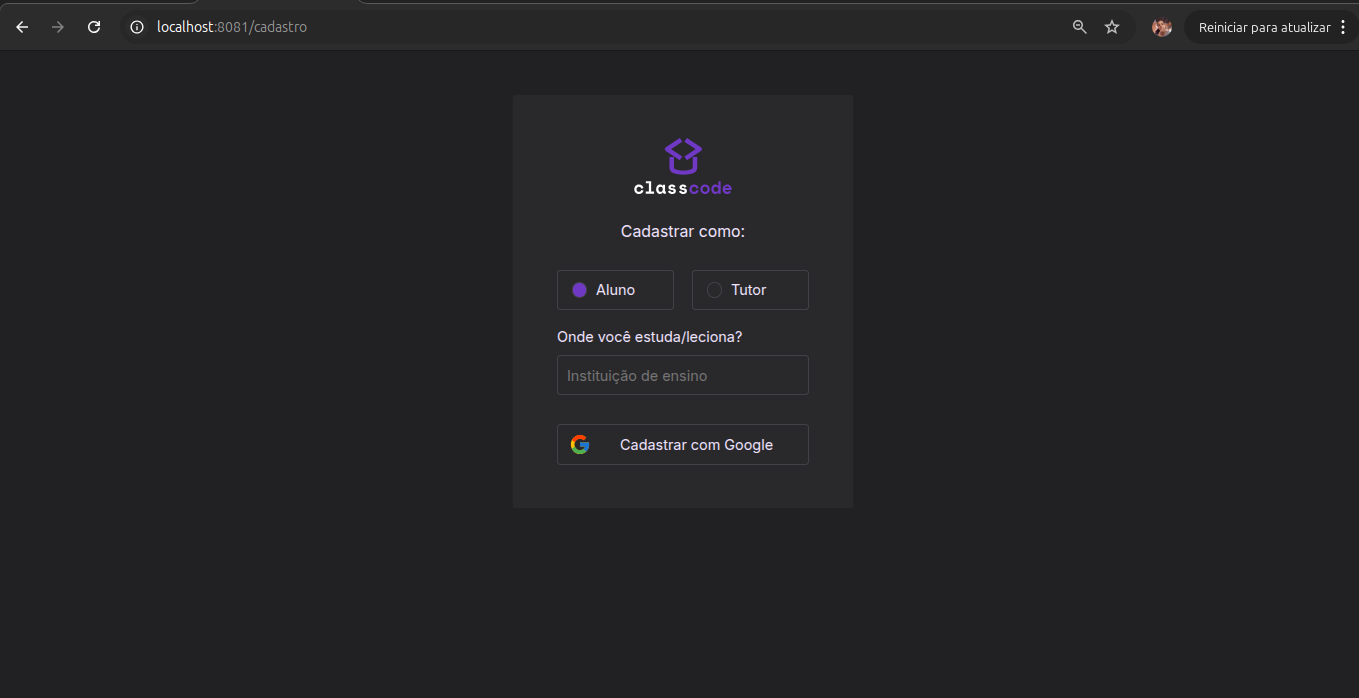 localhost:8081/cadastro
Reiniciar para atualizar
classcode
Cadastrar como:
Aluno
Tutor
Onde você estuda/leciona?
Instituição de ensino
Cadastrar com Google